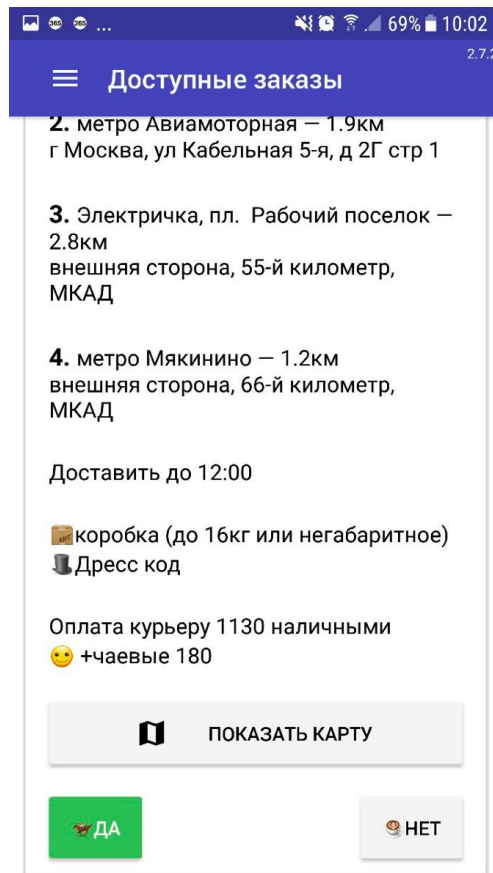 365 365 ... 69% 10:02
2.7.2
Доступные заказы
2. метро Авиамоторная — 1.9км
г Москва, ул Кабельная 5-я, д 2Г стр 1
3. Электричка, пл. Рабочий поселок —
2.8км
внешняя сторона, 55-й километр,
МКАД
4. метро Мякинино — 1.2км
внешняя сторона, 66-й километр,
МКАД
Доставить до 12:00
коробка (до 16кг или негабаритное)
Дресс код
Оплата курьеру 1130 наличными
+чаевые 180
ПОКАЗАТЬ КАРТУ
ДА
НЕТ